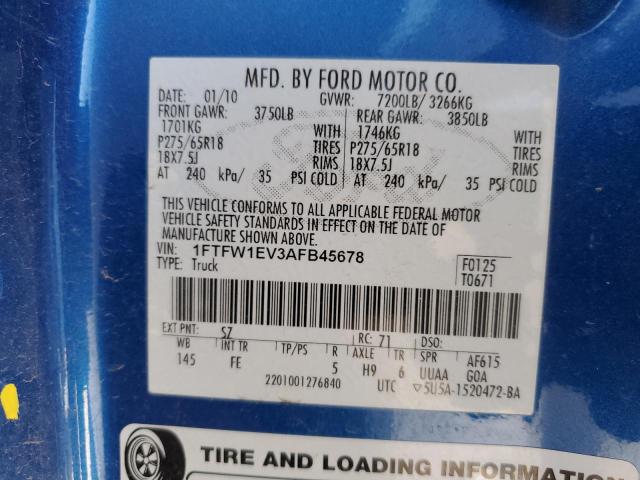 MFD. BY FORD MOTOR CO.
DATE: 01/10 GVWR: 7200LB/ 3266KG
FRONT GAWR: 3750LB REAR GAWR: 3850LB
1701KG WITH 1746KG WITH
P275/65R18 TIRES P275/65R18 TIRES
18X7.5J RIMS 18X7.5J RIMS
AT 240 kPa/ 35 PSI COLD AT 240 kPa/ 35 PSI COLD
THIS VEHICLE CONFORMS TO ALL APPLICABLE FEDERAL MOTOR
VEHICLE SAFETY STANDARDS IN EFFECT ON THE DATE OF
MANUFACTURE SHOWN ABOVE.
VIN: 1FTFW1EV3AFB45678
TYPE: Truck F0125
T0671
EXT PNT: SZ RC: 71 DSO:
WB INT TR TP/PS R AXLE TR SPR AF615
145 FE 5 H9 6 UUAA GOA
2201001276840 UTC ▽5U5A-1520472-BA
TIRE AND LOADING INFORMATION